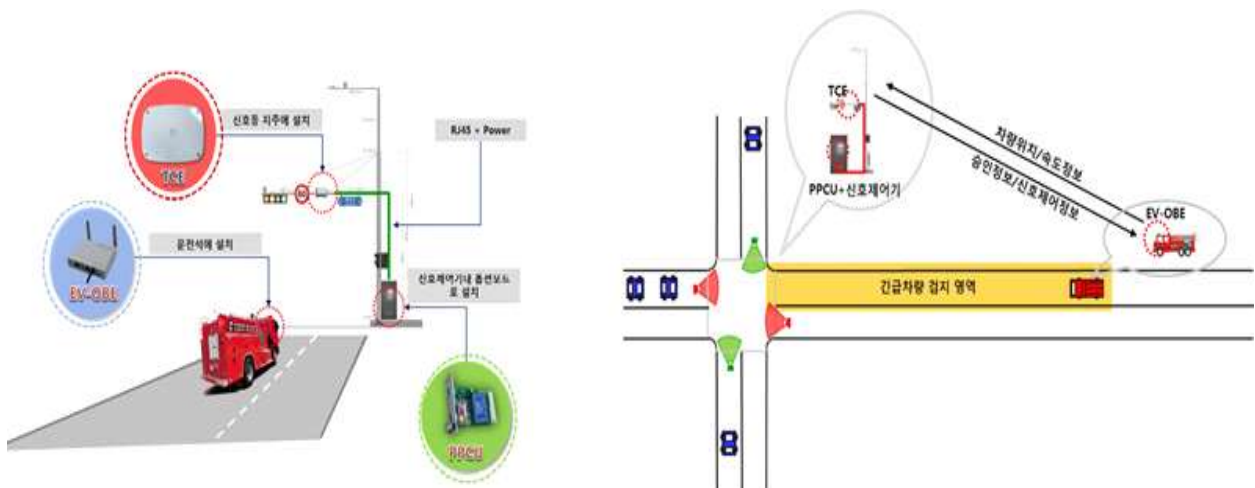 신호등 지주에 설치
TCE
RJ45 + Power
운전석에 설치
EV-OBE
신호제어기내 옵션보드
로 설치
PPCU
TCE
PPCU+신호제어기
차량위치/속도정보
승인정보/신호제어정보
EV-OBE
긴급차량 검지 영역